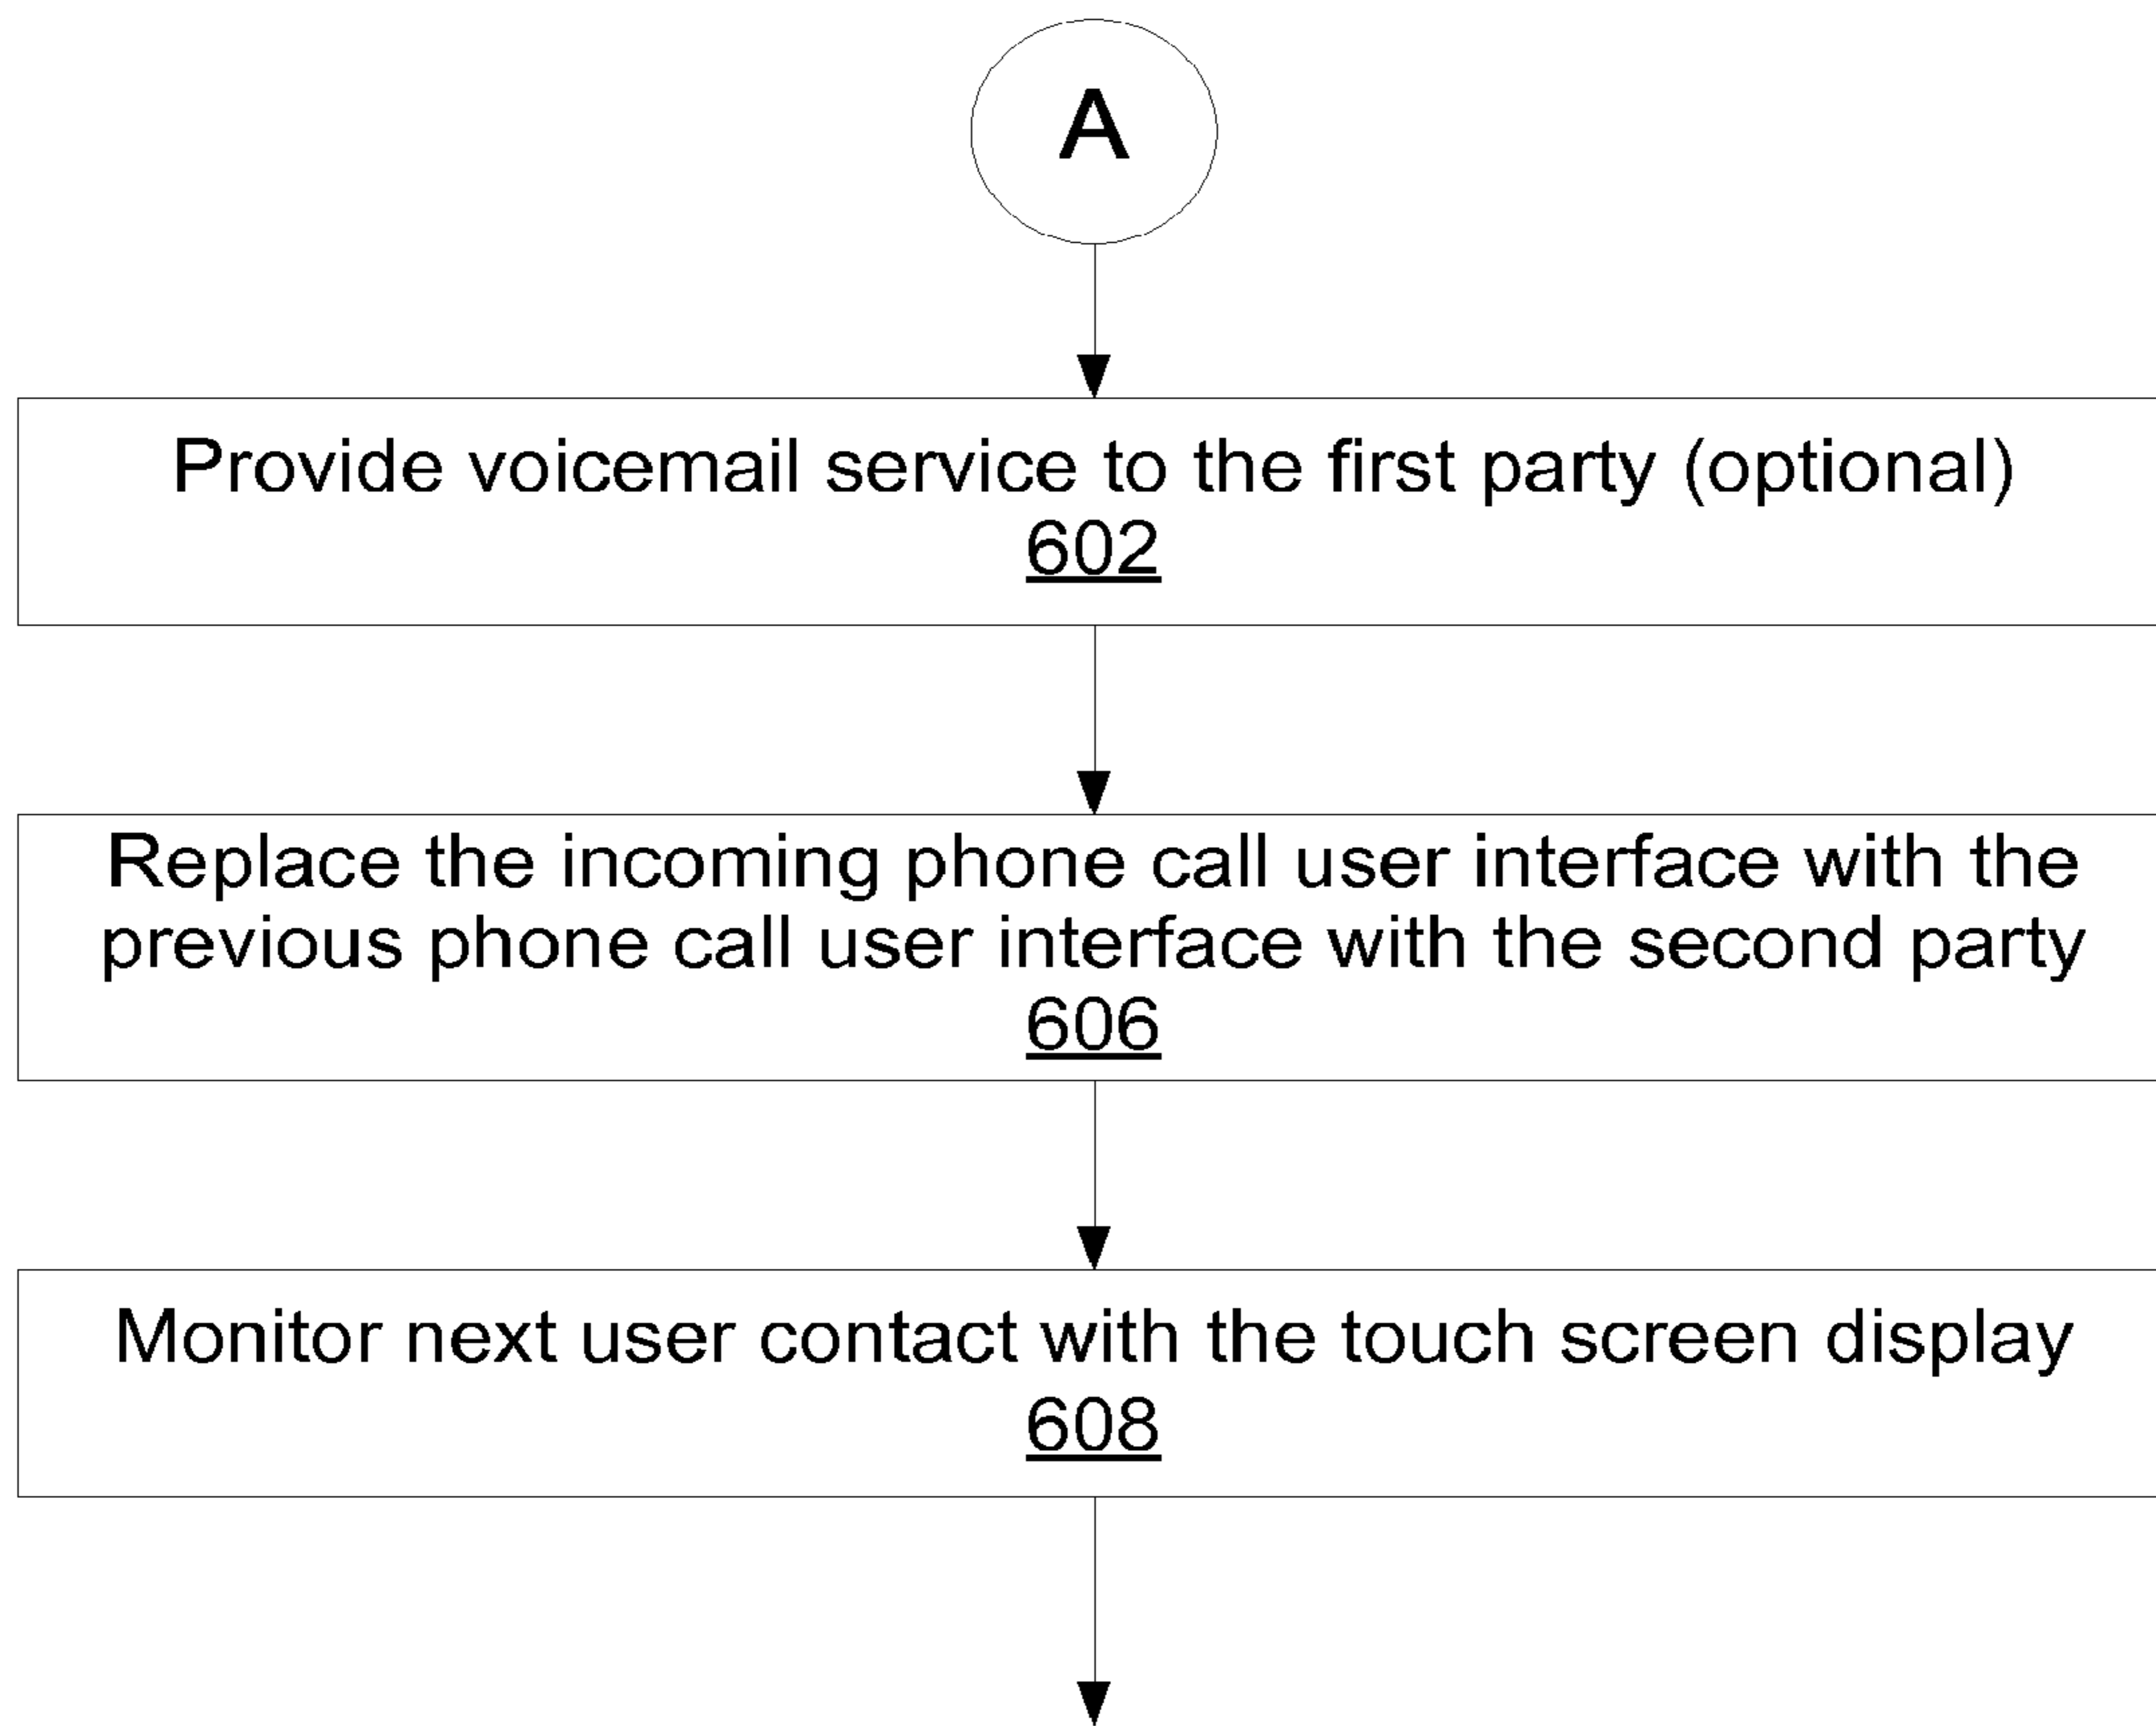 A
Provide voicemail service to the first party (optional)
602
Replace the incoming phone call user interface with the
previous phone call user interface with the second party
606
Monitor next user contact with the touch screen display
608